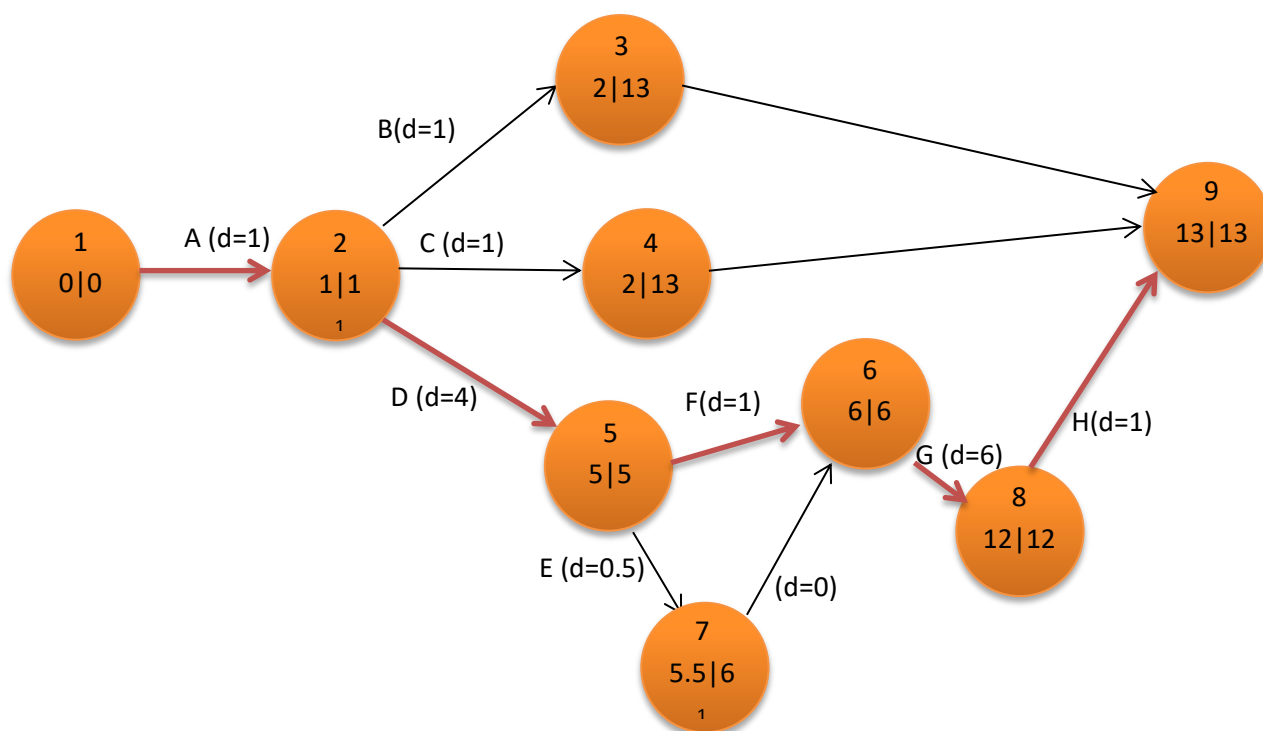 3
2|13
B(d=1)
9
13|13
1
0|0
A (d=1)
2
1|1
1
C (d=1)
4
2|13
D (d=4)
5
5|5
F(d=1)
6
6|6
G (d=6)
H(d=1)
8
12|12
E (d=0.5)
(d=0)
7
5.5|6
1